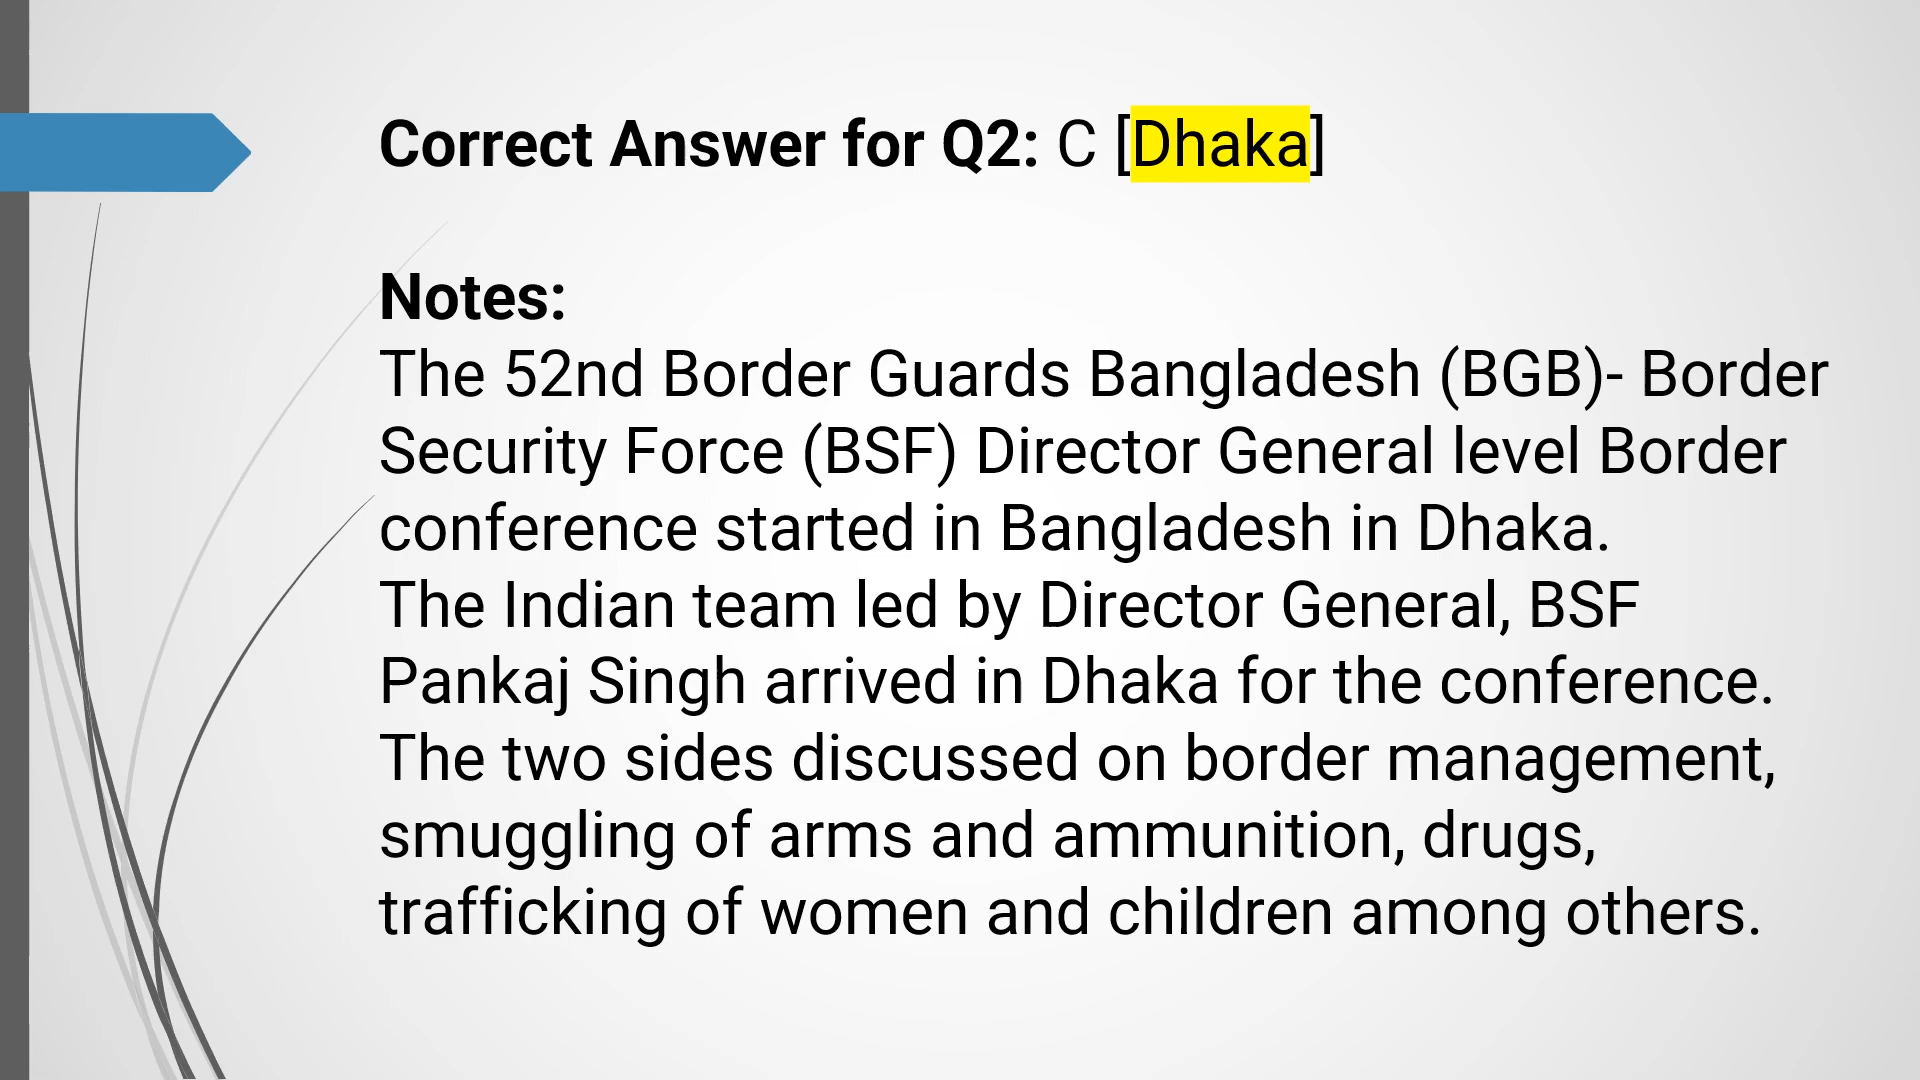 Correct Answer for Q2: C [Dhaka]
Notes:
The 52nd Border Guards Bangladesh (BGB)- Border
Security Force (BSF) Director General level Border
conference started in Bangladesh in Dhaka.
The Indian team led by Director General, BSF
Pankaj Singh arrived in Dhaka for the conference.
The two sides discussed on border management,
smuggling of arms and ammunition, drugs,
trafficking of women and children among others.